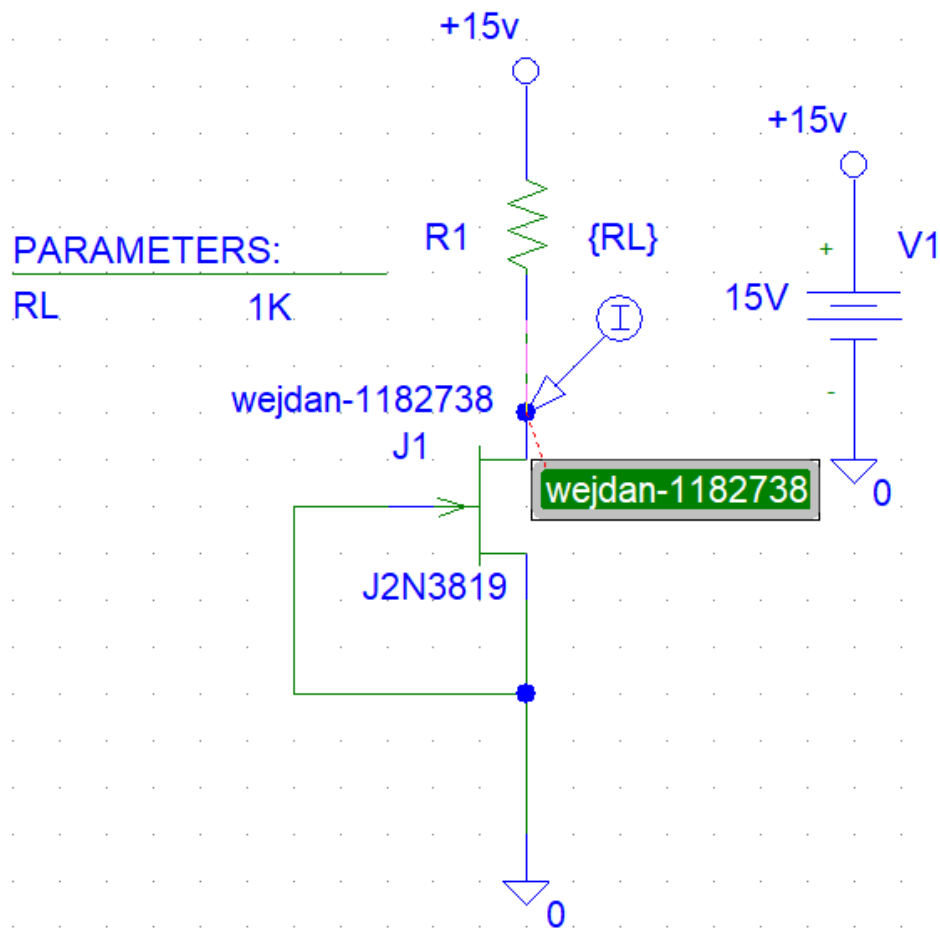 +15v
+15v
R1 {RL}
V1
+
PARAMETERS:
15V
RL 1K
I
-
wejdan-1182738
J1
wejdan-1182738
0
J2N3819
0